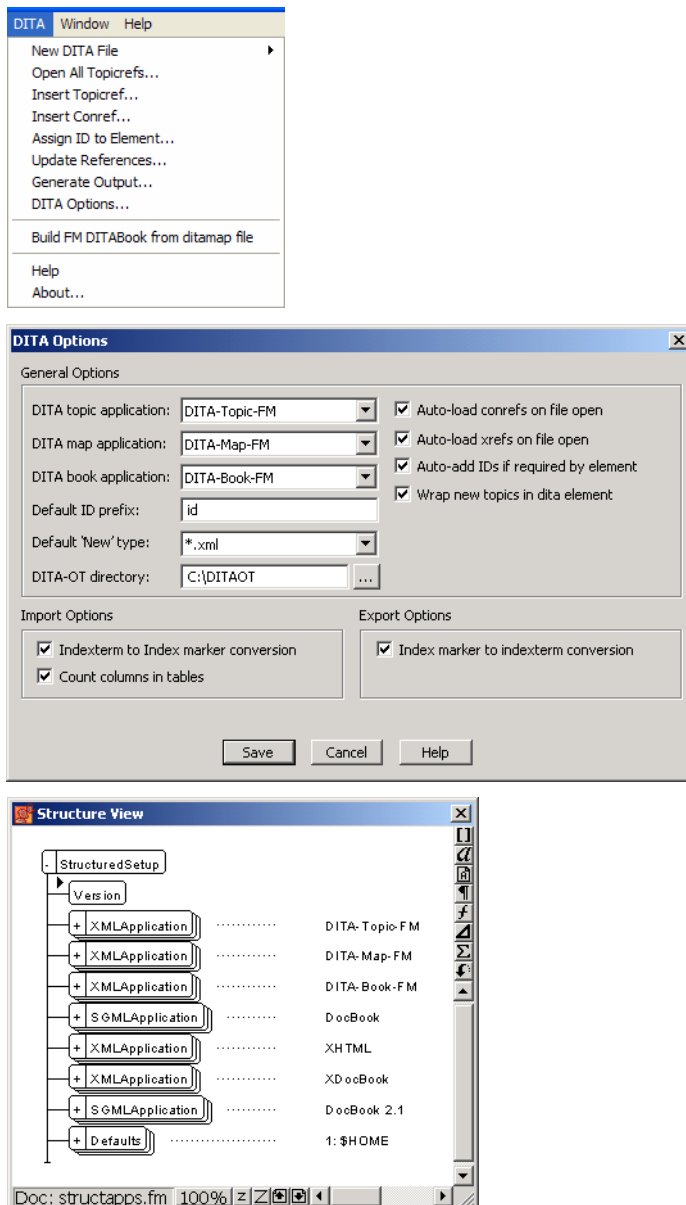 DITA Window Help
New DITA File
Open All Topicrefs...
Insert Topicref...
Insert Conref...
Assign ID to Element...
Update References...
Generate Output...
DITA Options...
Build FM DITABook from ditamap file
Help
About...
DITA Options
General Options
DITA topic application: DITA-Topic-FM Auto-load conrefs on file open
DITA map application: DITA-Map-FM Auto-load xrefs on file open
DITA book application: DITA-Book-FM Auto-add IDs if required by element
Default ID prefix: id Wrap new topics in dita element
Default 'New' type: *.xml
DITA-OT directory: C:\DITAOT ...
Import Options Export Options
Indexterm to Index marker conversion Index marker to indexterm conversion
Count columns in tables
Save Cancel Help
Structure View
- StructuredSetup
Version
+ XMLApplication ........... DITA-Topic-FM
+ XMLApplication ........... DITA-Map-FM
+ XMLApplication ........... DITA-Book-FM
+ SGMLApplication .......... DocBook
+ XMLApplication ........... XHTML
+ XMLApplication ........... XDocBook
+ SGMLApplication .......... DocBook 2.1
+ Defaults ..................... 1: $HOME
Doc: structapps.fm 100% z Z